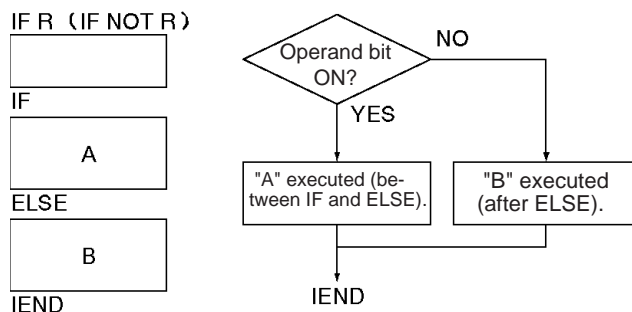 IF R (IF NOT R)
IF
A
ELSE
B
IEND
Operand bit
ON?
NO
YES
"A" executed (be-
tween IF and ELSE).
"B" executed
(after ELSE).
IEND